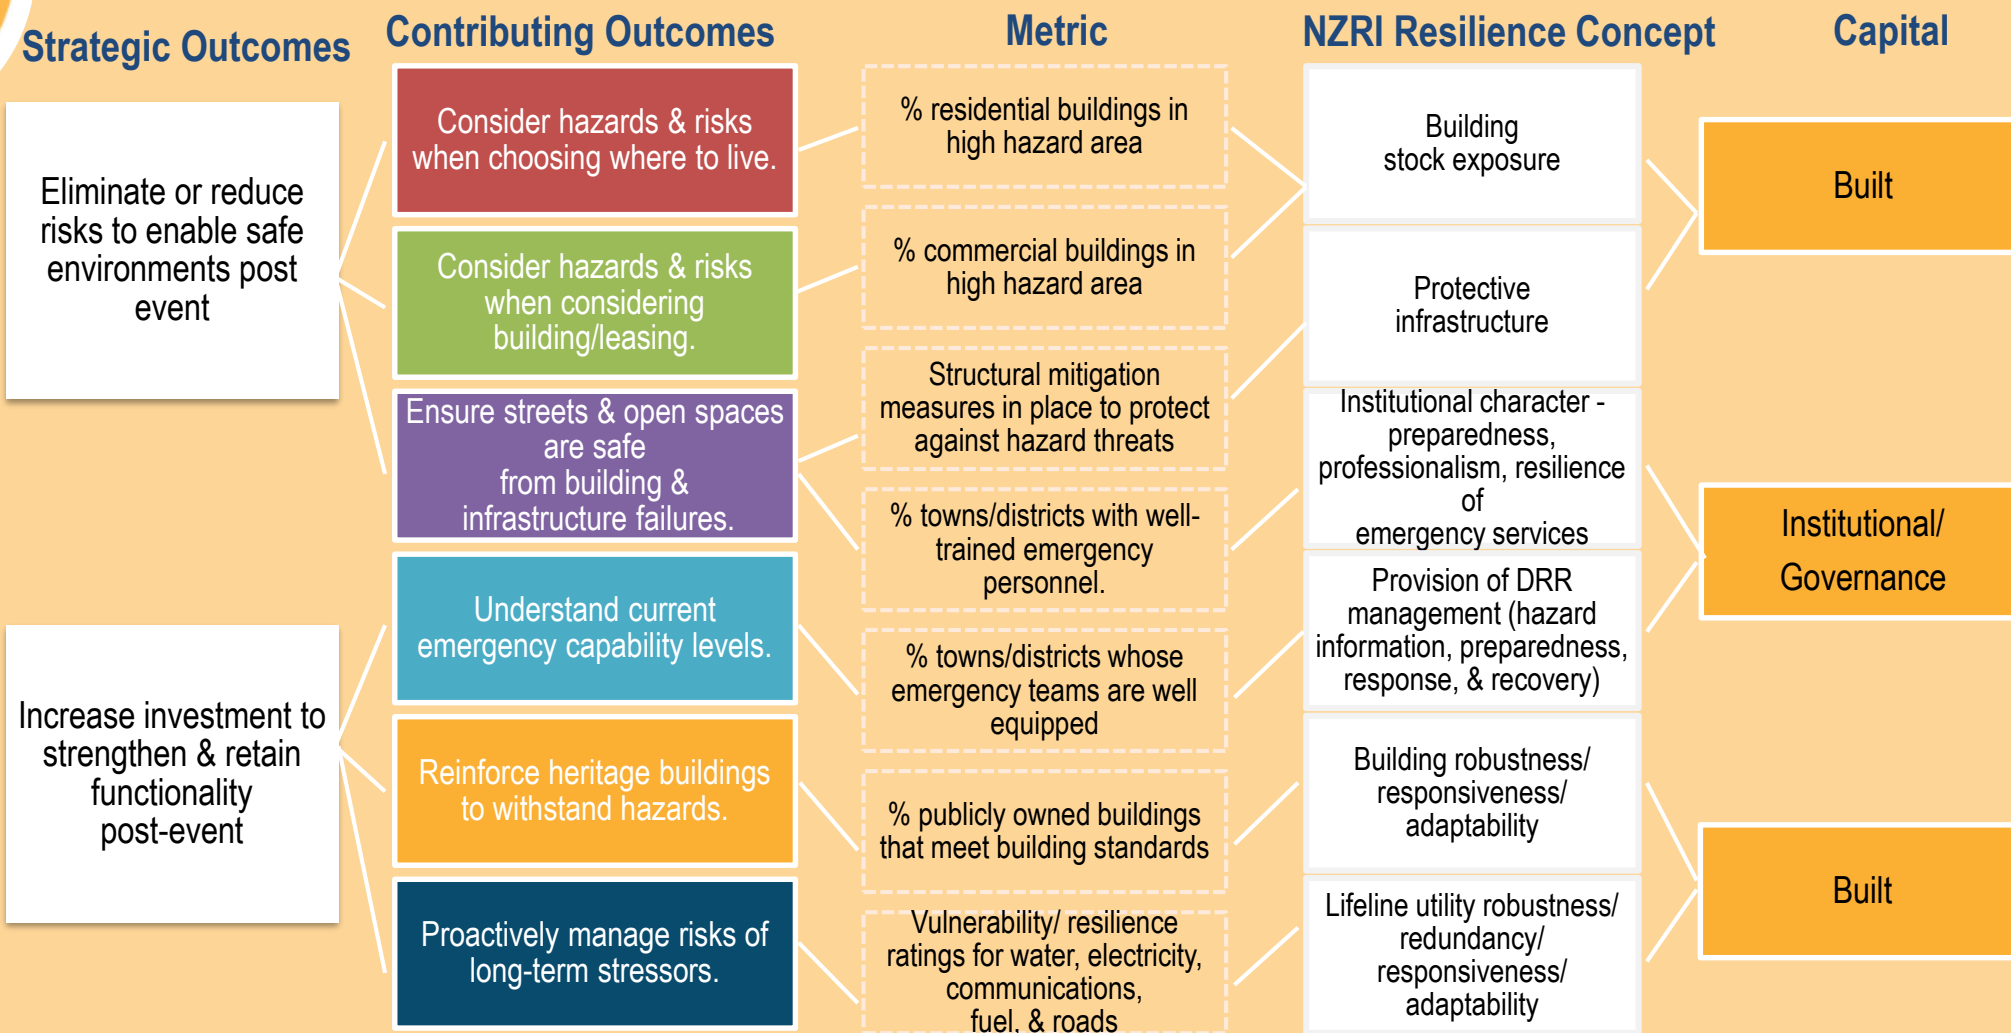 Strategic Outcomes
Contributing Outcomes
Metric
NZRI Resilience Concept
Capital
Eliminate or reduce
risks to enable safe
environments post
event
Increase investment to
strengthen & retain
functionality
post-event
Consider hazards & risks
when choosing where to live.
Consider hazards & risks
when considering
building/leasing.
Ensure streets & open spaces
are safe
from building &
infrastructure failures.
Understand current
emergency capability levels.
Reinforce heritage buildings
to withstand hazards.
Proactively manage risks of
long-term stressors.
% residential buildings in
high hazard area
% commercial buildings in
high hazard area
Structural mitigation
measures in place to protect
against hazard threats
% towns/districts with well-
trained emergency
personnel.
% towns/districts whose
emergency teams are well
equipped
% publicly owned buildings
that meet building standards
Vulnerability/ resilience
ratings for water, electricity,
communications,
fuel, & roads
Building
stock exposure
Protective
infrastructure
Institutional character -
preparedness,
professionalism, resilience
of
emergency services
Provision of DRR
management (hazard
information, preparedness,
response, & recovery)
Building robustness/
responsiveness/
adaptability
Lifeline utility robustness/
redundancy/
responsiveness/
adaptability
Built
Institutional/
Governance
Built